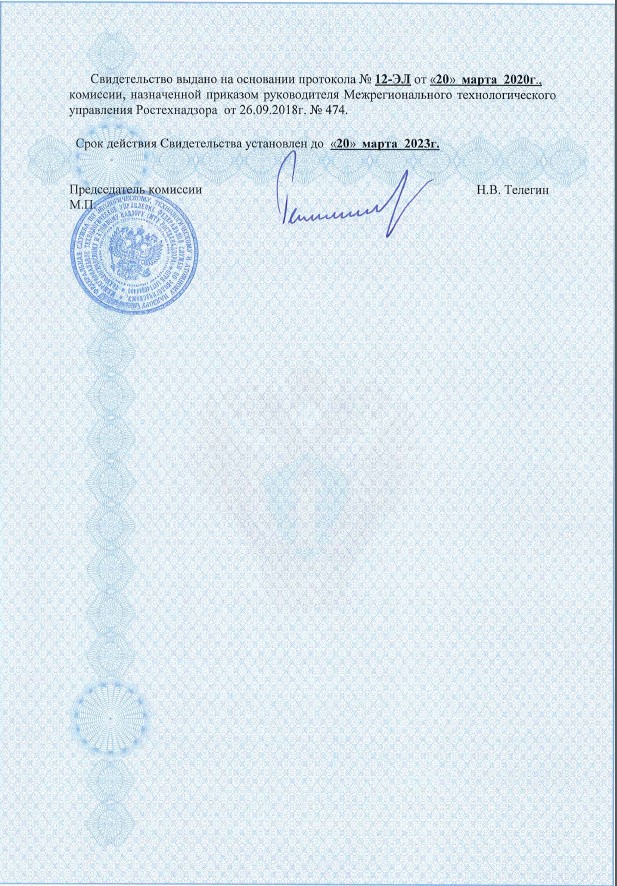 Свидетельство выдано на основании протокола № 12-ЭЛ от «20» марта 2020г.,
комиссии, назначенной приказом руководителя Межрегионального технологического
управления Ростехнадзора от 26.09.2018г. № 474.
Срок действия Свидетельства установлен до «20» марта 2023г.
Председатель комиссии
Н.В. Телегин
М.П.